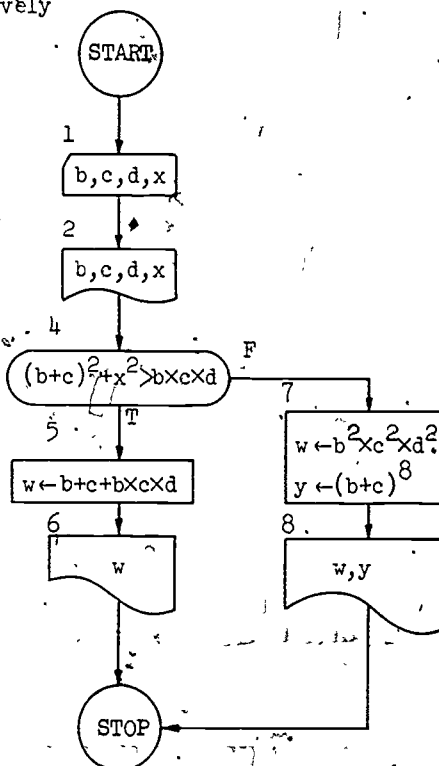 vely
START
1
b,c,d,x
2
b,c,d,x
4
(b+c)²+x²>b×c×d
F
T
5
w←b+c+b×c×d
6
w
7
w←b²×c²×d²
y←(b+c)⁸
8
w,y
STOP